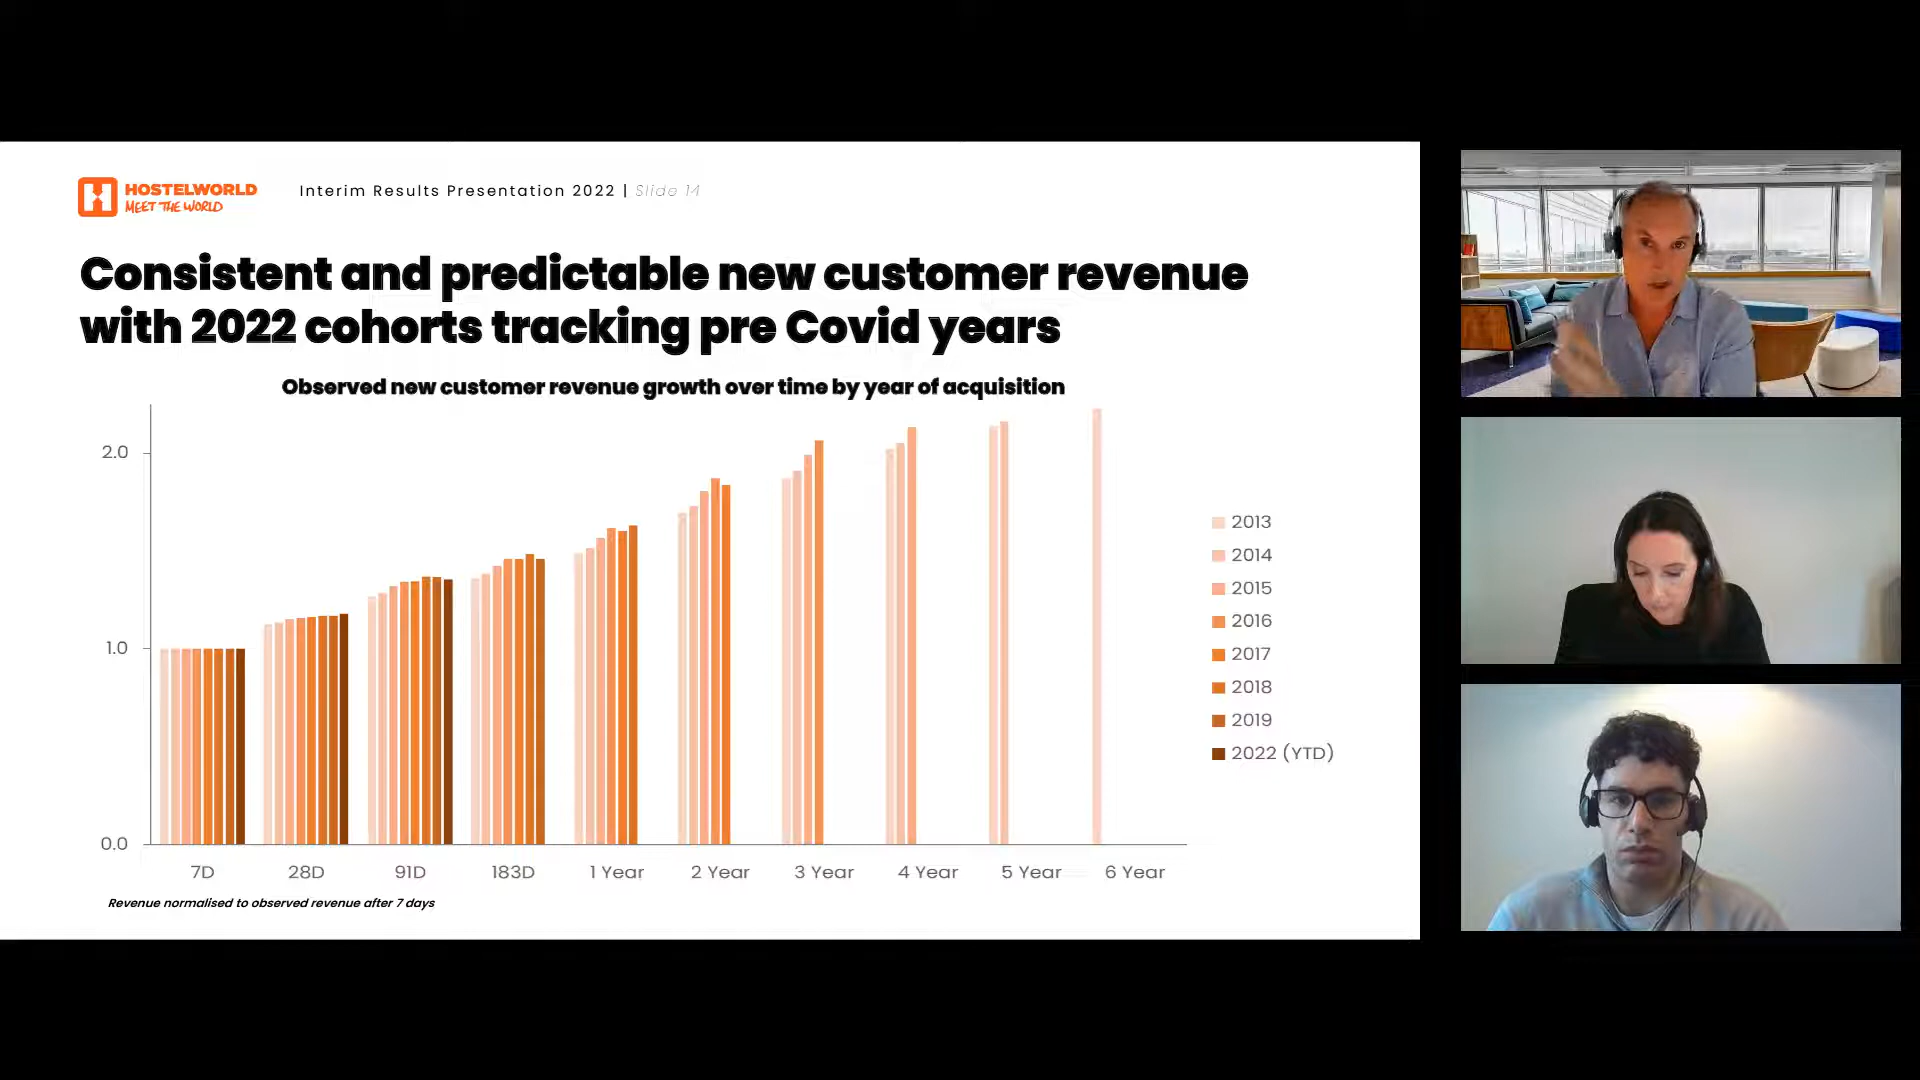 HOSTELWORLD
MEET THE WORLD
Interim Results Presentation 2022 | Slide 14
Consistent and predictable new customer revenue
with 2022 cohorts tracking pre Covid years
Observed new customer revenue growth over time by year of acquisition
2.0
1.0
0.0
7D 28D 91D 183D 1 Year 2 Year 3 Year 4 Year 5 Year 6 Year
2013
2014
2015
2016
2017
2018
2019
2022 (YTD)
Revenue normalised to observed revenue after 7 days